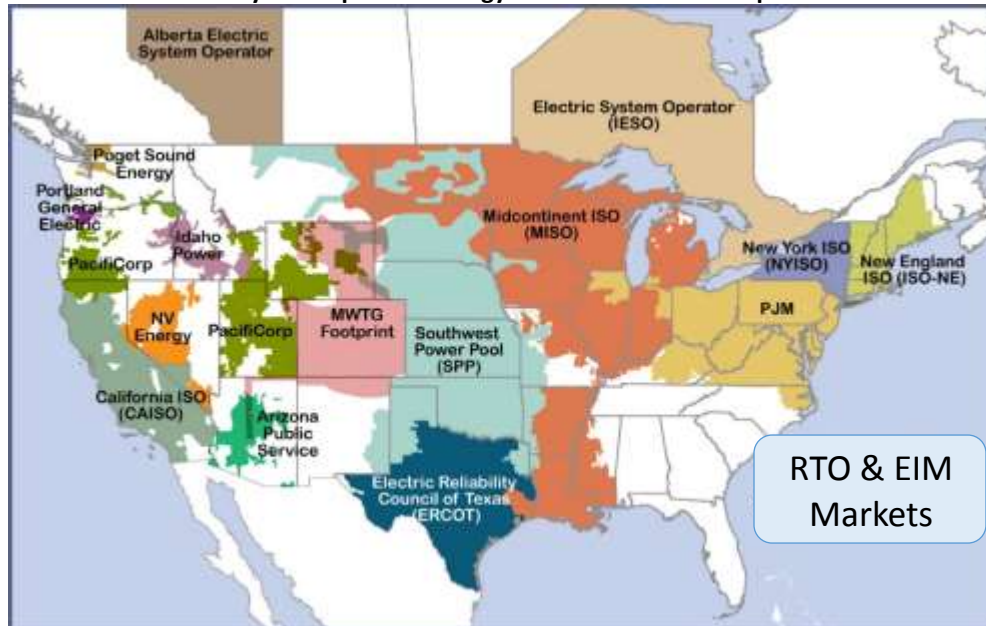 Alberta Electric
System Operator
Electric System Operator
(IESO)
Poget Sound
Energy
Portland
General
Electric
Idaho
Power
PacifiCorp
Midcontinent ISO
(MISO)
New York ISO
(NYISO)
New England
ISO (ISO-NE)
NV
Energy
PacifiCorp
MWTG
Footprint
Southwest
Power Pool
(SPP)
PJM
California ISO
(CAISO)
Arizona
Public
Service
Electric Reliability
Council of Texas
(ERCOT)
RTO & EIM
Markets